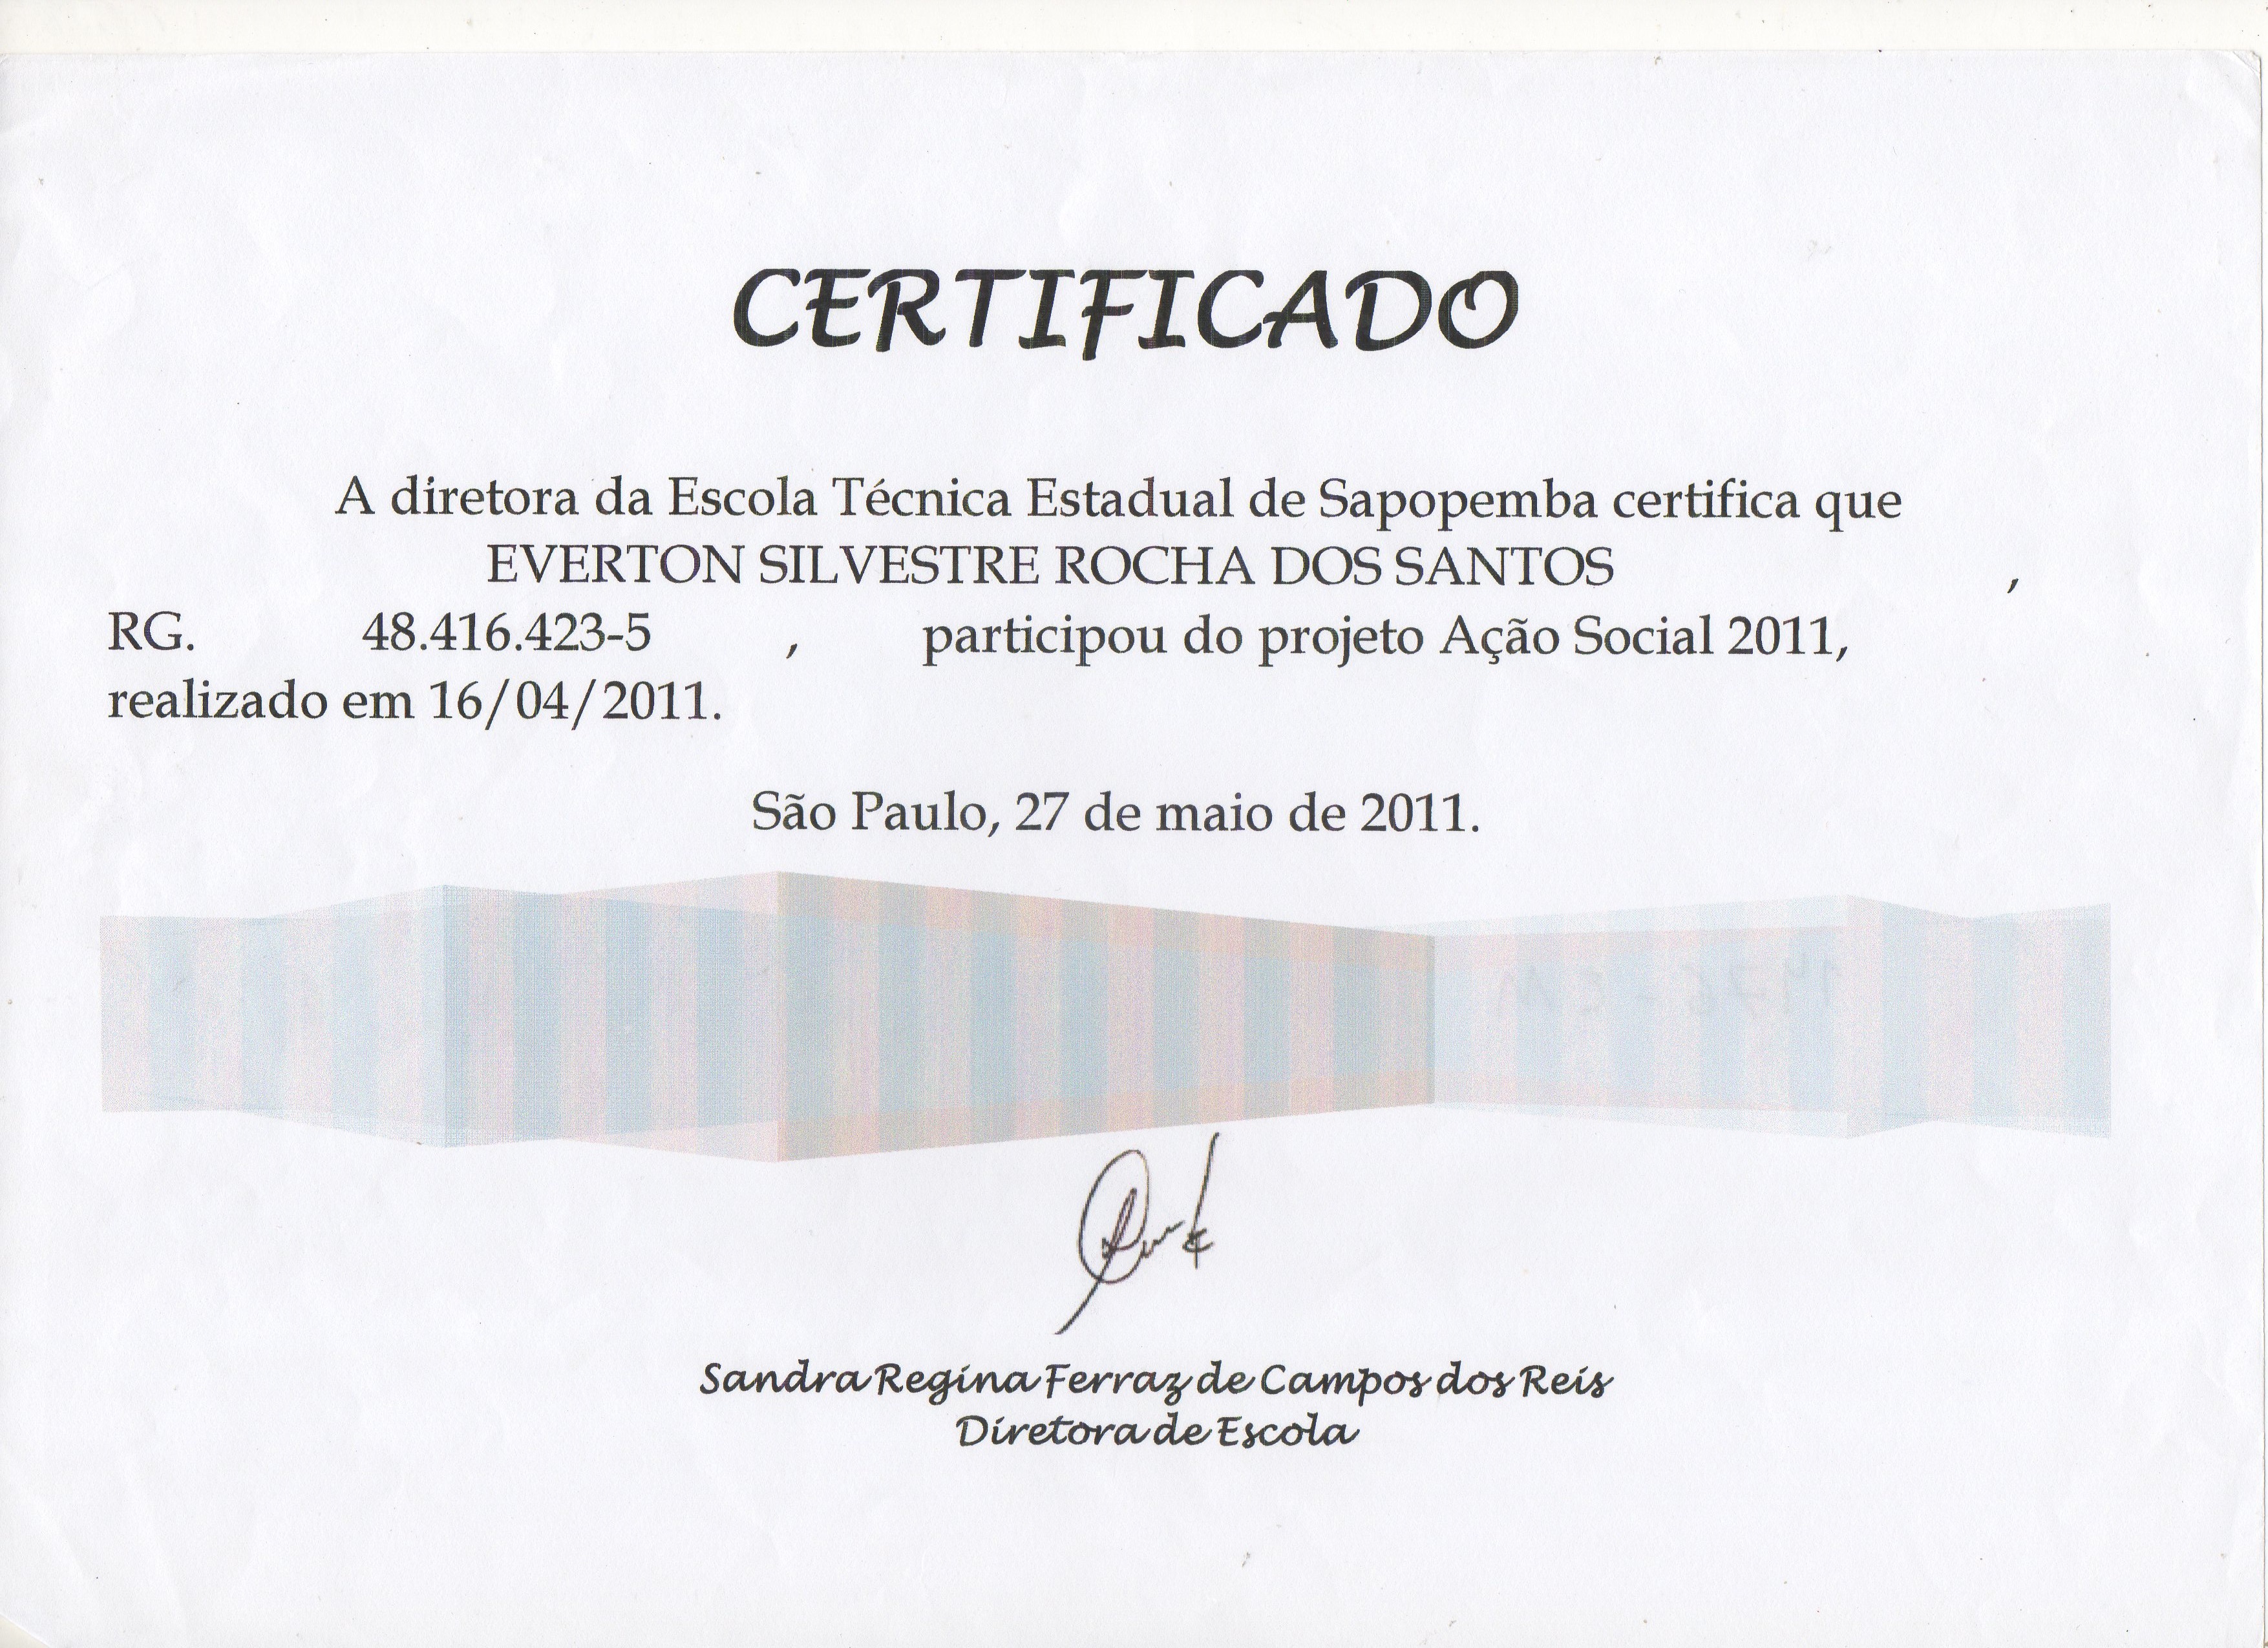 CERTIFICADO
A diretora da Escola Técnica Estadual de Sapopemba certifica que
EVERTON SILVESTRE ROCHA DOS SANTOS ,
RG. 48.416.423-5 , participou do projeto Ação Social 2011,
realizado em 16/04/2011.
São Paulo, 27 de maio de 2011.
Sandra Regina Ferraz de Campos dos Reis
Diretora de Escola